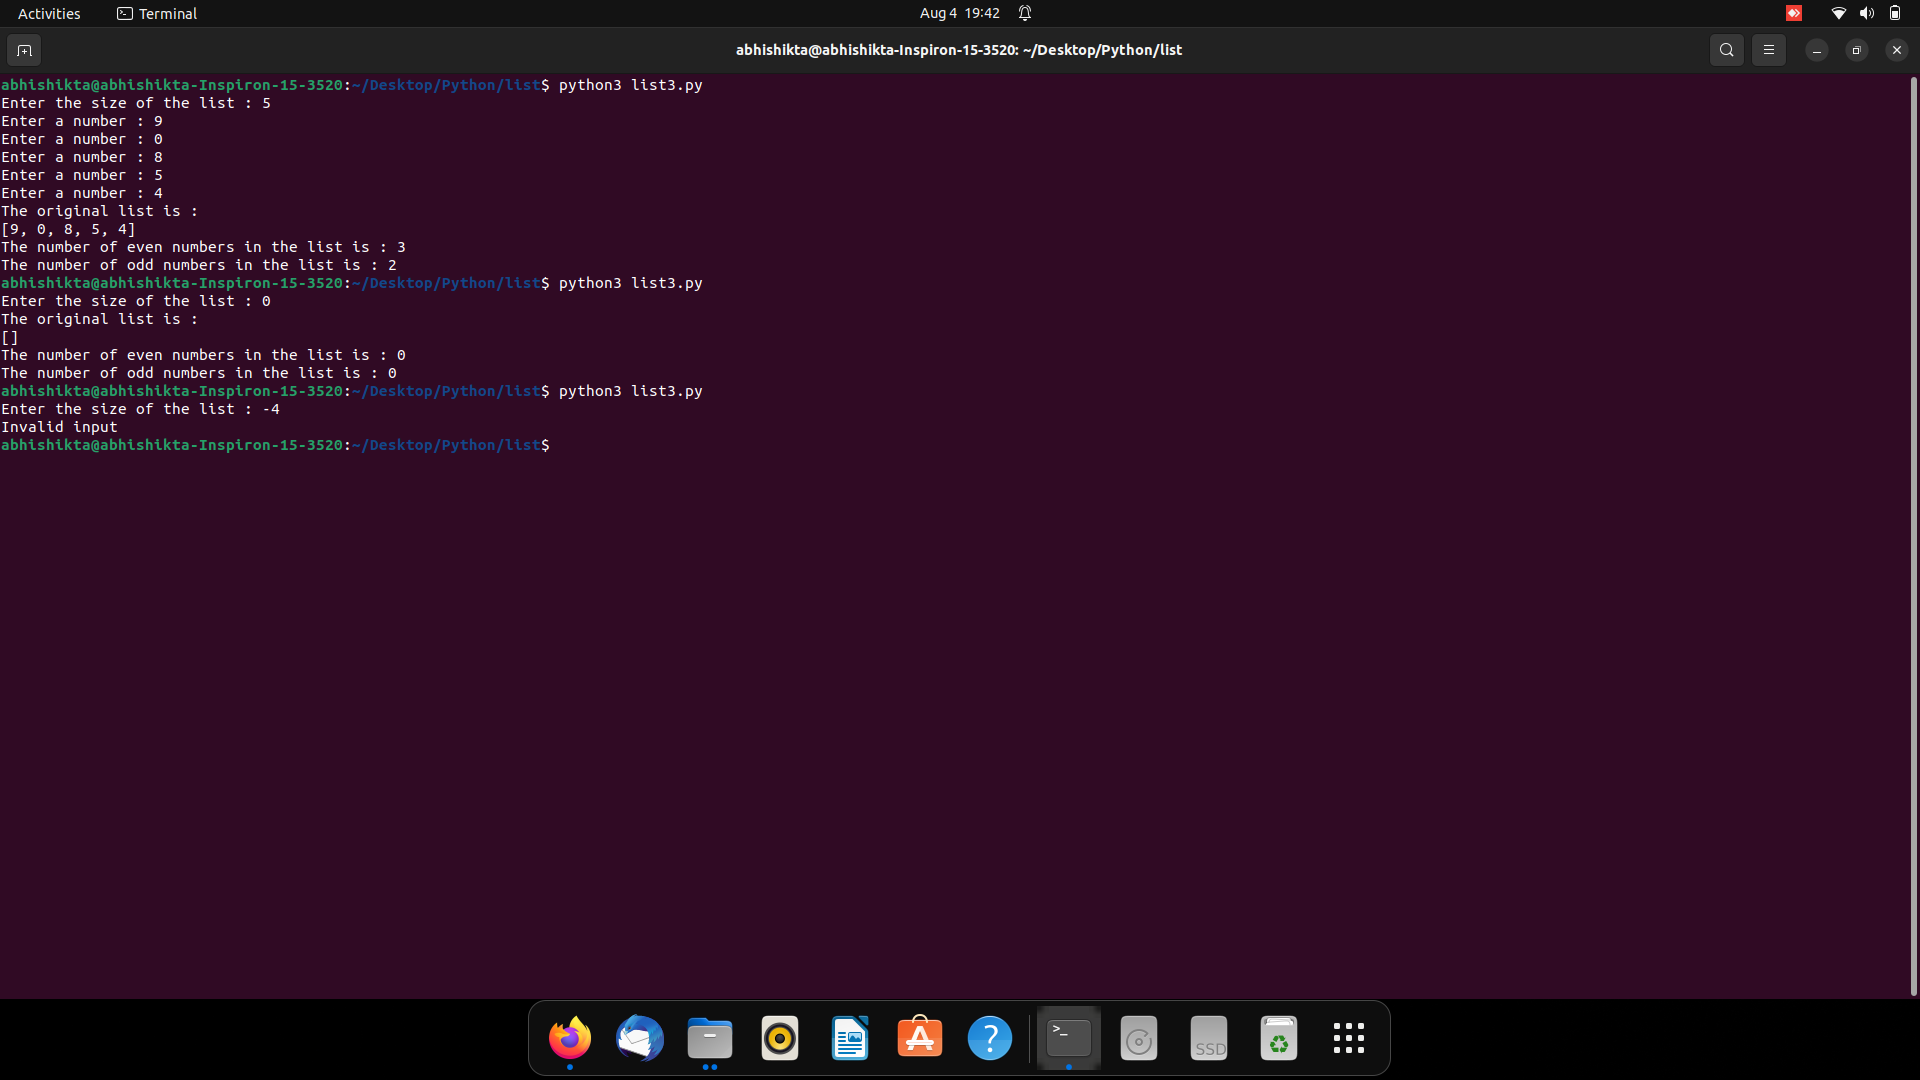 Activities Terminal Aug 4 19:42
abhishikta@abhishikta-Inspiron-15-3520: ~/Desktop/Python/list
abhishikta@abhishikta-Inspiron-15-3520:~/Desktop/Python/list$ python3 list3.py
Enter the size of the list : 5
Enter a number : 9
Enter a number : 0
Enter a number : 8
Enter a number : 5
Enter a number : 4
The original list is :
[9, 0, 8, 5, 4]
The number of even numbers in the list is : 3
The number of odd numbers in the list is : 2
abhishikta@abhishikta-Inspiron-15-3520:~/Desktop/Python/list$ python3 list3.py
Enter the size of the list : 0
The original list is :
[]
The number of even numbers in the list is : 0
The number of odd numbers in the list is : 0
abhishikta@abhishikta-Inspiron-15-3520:~/Desktop/Python/list$ python3 list3.py
Enter the size of the list : -4
Invalid input
abhishikta@abhishikta-Inspiron-15-3520:~/Desktop/Python/list$
>_ SSD